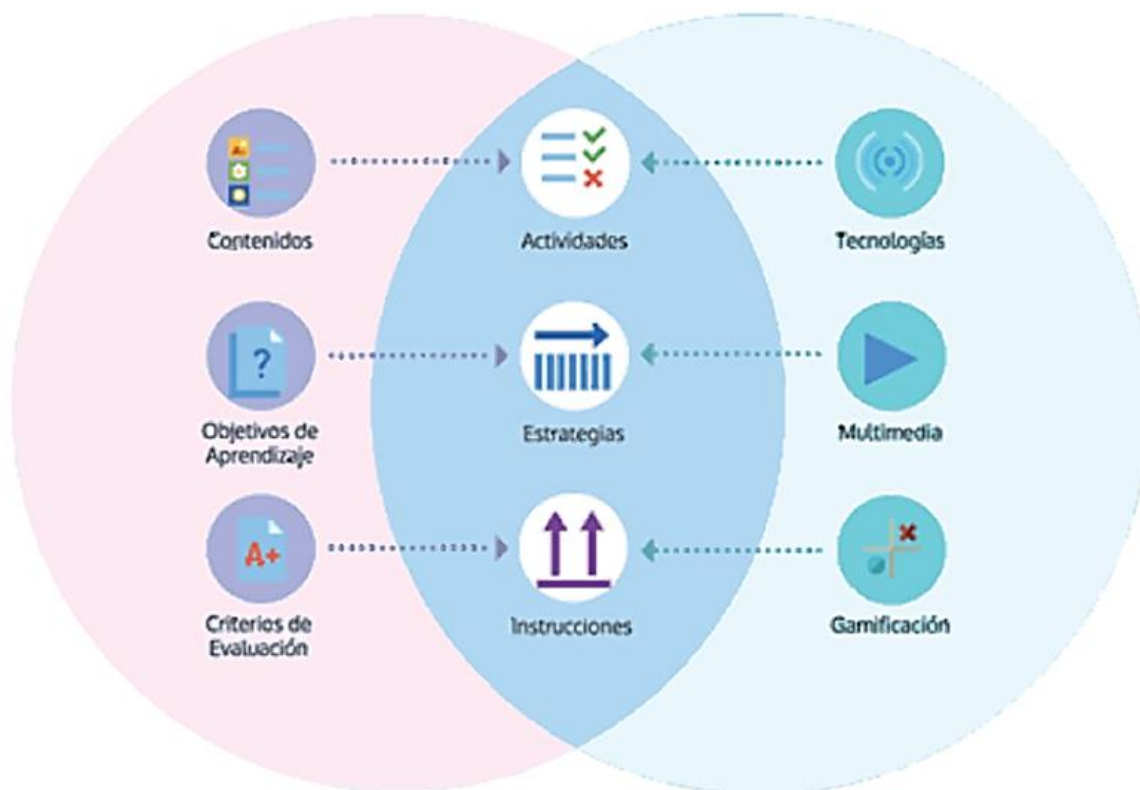 Contenidos
Actividades
Tecnologías
Objetivos de
Aprendizaje
Estrategias
Multimedia
A+
Criterios de
Evaluación
Instrucciones
Gamificación